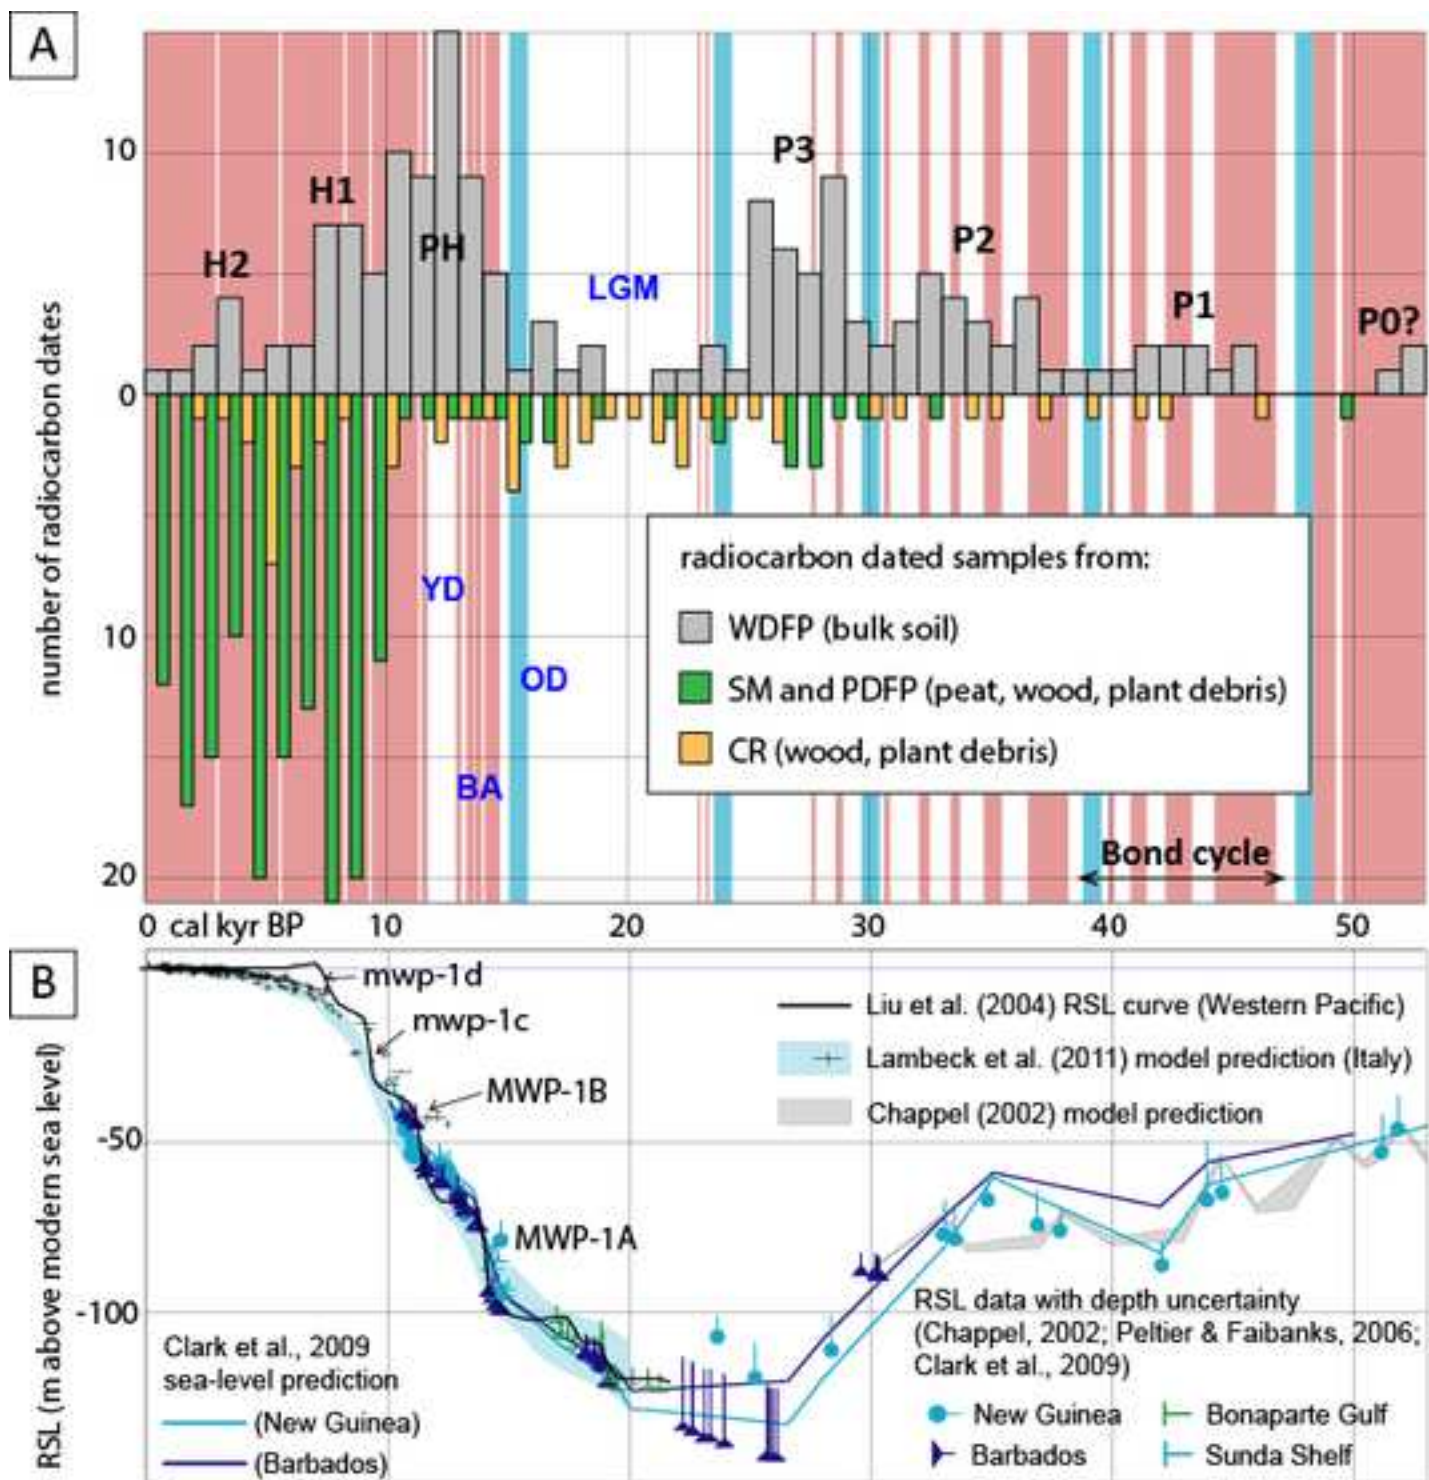 A
number of radiocarbon dates
10
0
10
20
H2
H1
PH
LGM
P3
P2
P1
P0?
YD
OD
BA
radiocarbon dated samples from:
WDFP (bulk soil)
SM and PDFP (peat, wood, plant debris)
CR (wood, plant debris)
Bond cycle
0 cal kyr BP 10 20 30 40 50
B
RSL (m above modern sea level)
-50
-100
mwp-1d
mwp-1c
MWP-1B
MWP-1A
Liu et al. (2004) RSL curve (Western Pacific)
Lambeck et al. (2011) model prediction (Italy)
Chappel (2002) model prediction
Clark et al., 2009
sea-level prediction
(New Guinea)
(Barbados)
RSL data with depth uncertainty
(Chappel, 2002; Peltier & Faibanks, 2006;
Clark et al., 2009)
New Guinea
Bonaparte Gulf
Barbados
Sunda Shelf